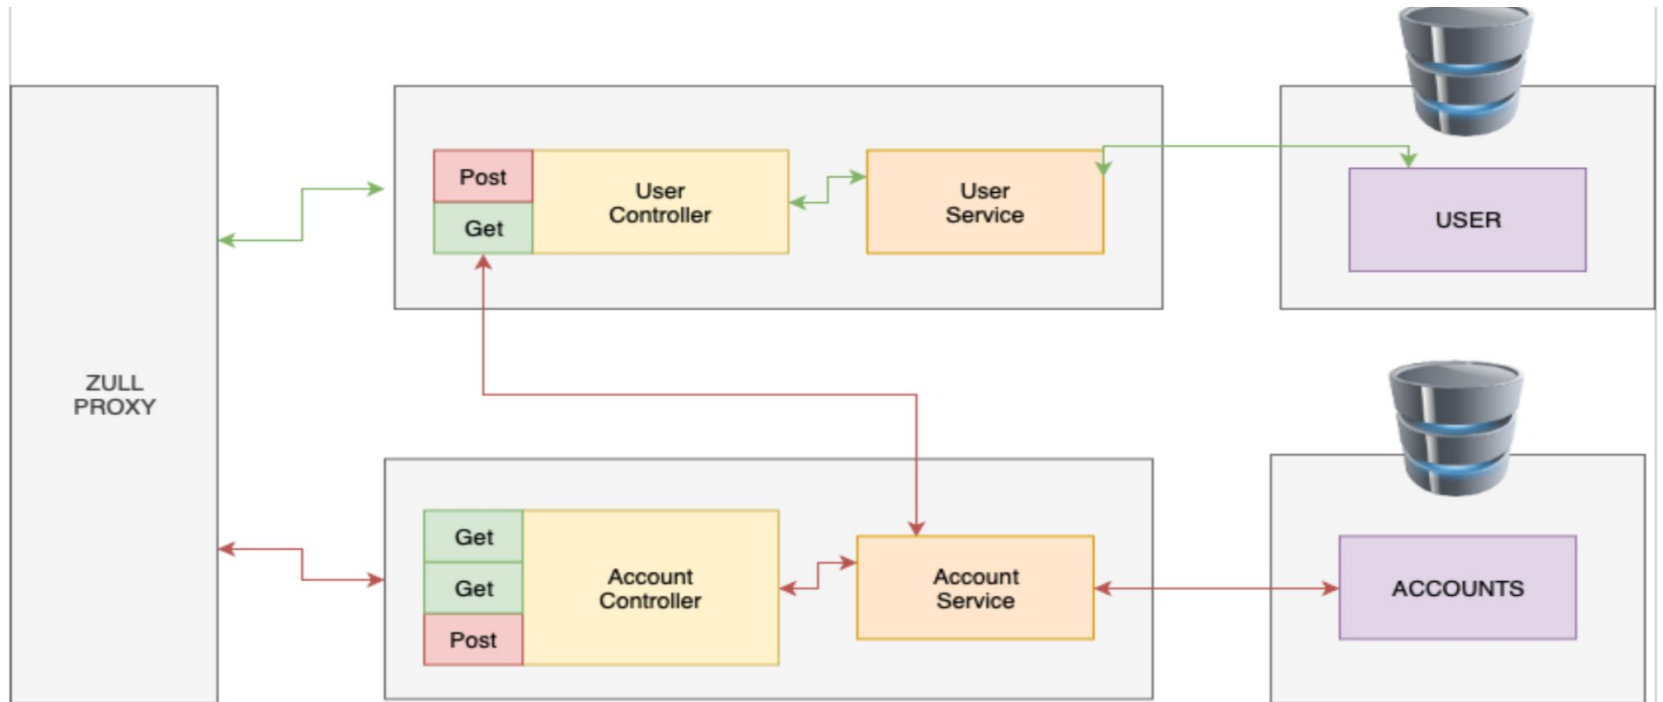 ZULL
PROXY
Post
Get
User
Controller
User
Service
USER
Get
Get
Post
Account
Controller
Account
Service
ACCOUNTS